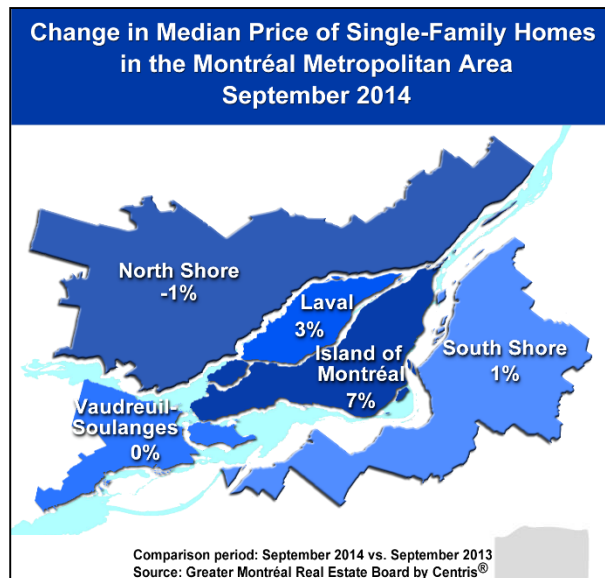 Change in Median Price of Single-Family Homes
in the Montréal Metropolitan Area
September 2014
North Shore
-1%
Laval
3%
Island of
Montréal
7%
South Shore
1%
Vaudreuil-
Soulanges
0%
Comparison period: September 2014 vs. September 2013
Source: Greater Montréal Real Estate Board by Centris®